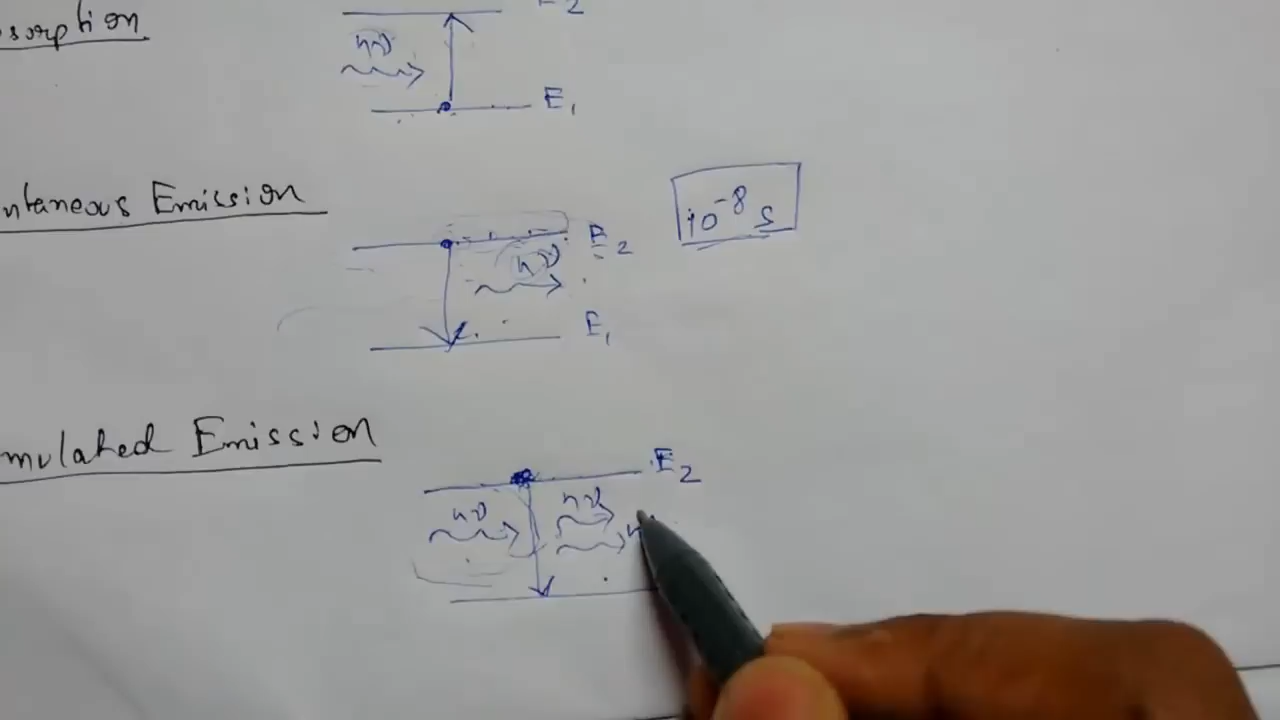 sorption
E2
hν
E1
ntaneous Emission
10⁻⁸ s
E2
hν
E1
mulated Emission
E2
hν
hν